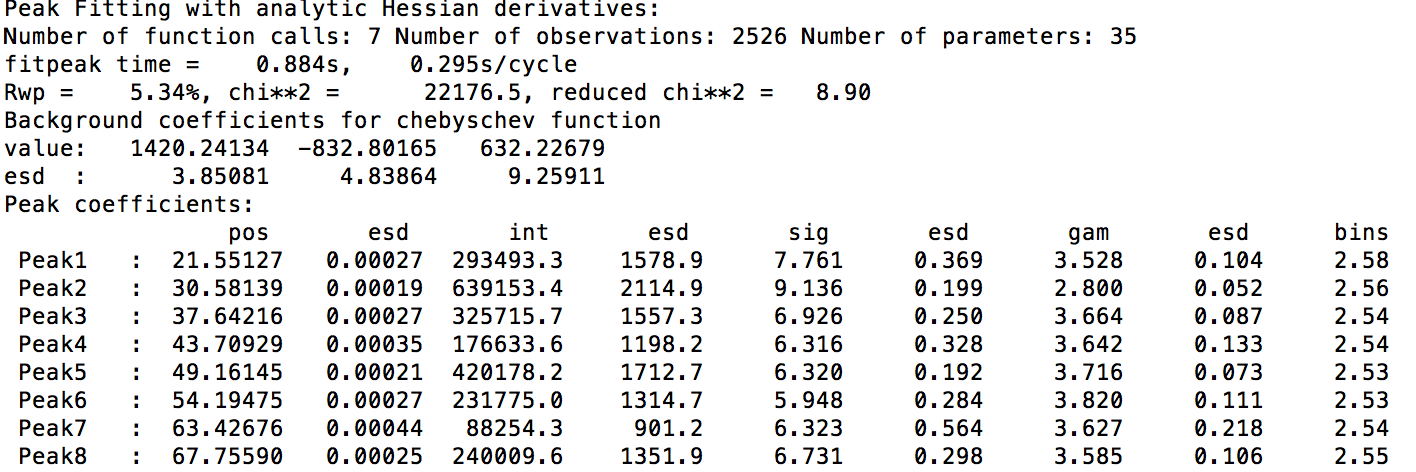 Peak Fitting with analytic Hessian derivatives:
Number of function calls: 7 Number of observations: 2526 Number of parameters: 35
fitpeak time =    0.884s,    0.295s/cycle
Rwp =    5.34%, chi**2 =      22176.5, reduced chi**2 =   8.90
Background coefficients for chebyschev function
value:   1420.24134  -832.80165   632.22679
esd  :      3.85081     4.83864     9.25911
Peak coefficients:
                pos       esd       int       esd       sig       esd       gam       esd      bins
 Peak1   :  21.55127   0.00027  293493.3    1578.9     7.761     0.369     3.528     0.104     2.58
 Peak2   :  30.58139   0.00019  639153.4    2114.9     9.136     0.199     2.800     0.052     2.56
 Peak3   :  37.64216   0.00027  325715.7    1557.3     6.926     0.250     3.664     0.087     2.54
 Peak4   :  43.70929   0.00035  176633.6    1198.2     6.316     0.328     3.642     0.133     2.54
 Peak5   :  49.16145   0.00021  420178.2    1712.7     6.320     0.192     3.716     0.073     2.53
 Peak6   :  54.19475   0.00027  231775.0    1314.7     5.948     0.284     3.820     0.111     2.53
 Peak7   :  63.42676   0.00044   88254.3     901.2     6.323     0.564     3.627     0.218     2.54
 Peak8   :  67.75590   0.00025  240009.6    1351.9     6.731     0.298     3.585     0.106     2.55